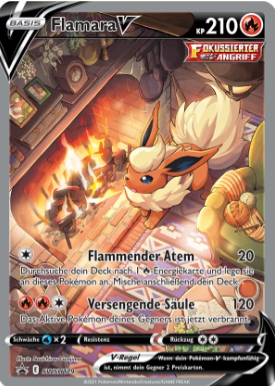 BASIS
Flamara V
KP 210
FOKUSSIERTER
ANGRIFF
Flammender Atem 20
Durchsuche dein Deck nach 1 Energiekarte und lege sie
an dieses Pokémon an. Mische anschließend dein Deck.
Versengende Säule 120
Das Aktive Pokémon deines Gegners ist jetzt verbrannt.
Schwäche ×2 Resistenz Rückzug
V-Regel
Wenn dein Pokémon-V kampfunfähig
ist, nimmt dein Gegner 2 Preiskarten.
©2021 Pokémon/Nintendo/Creatures/GAME FREAK